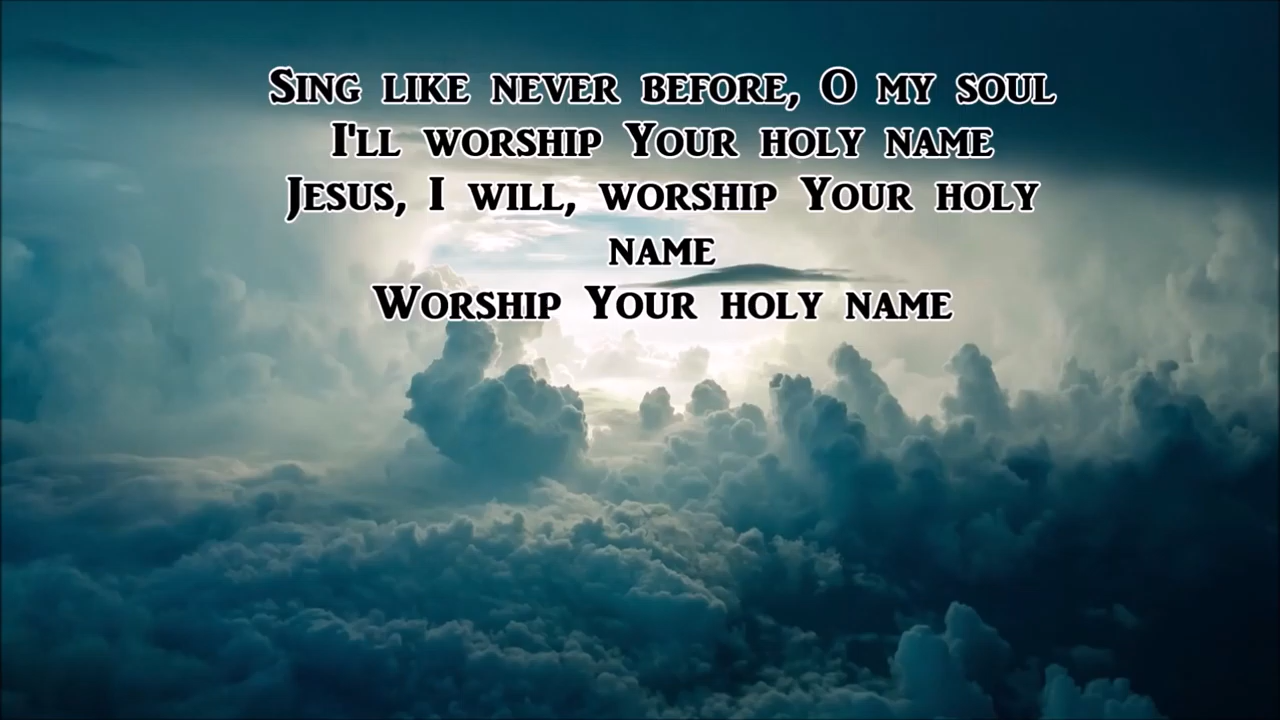 Sing like never before, O my soul
I'll worship Your holy name
Jesus, I will, worship Your holy
name
Worship Your holy name